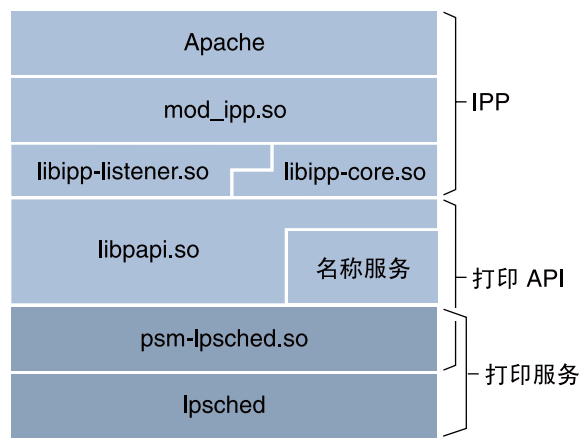 Apache
mod_ipp.so
IPP
libipp-listener.so
libipp-core.so
libpapi.so
名称服务
打印 API
psm-lpsched.so
打印服务
lpsched